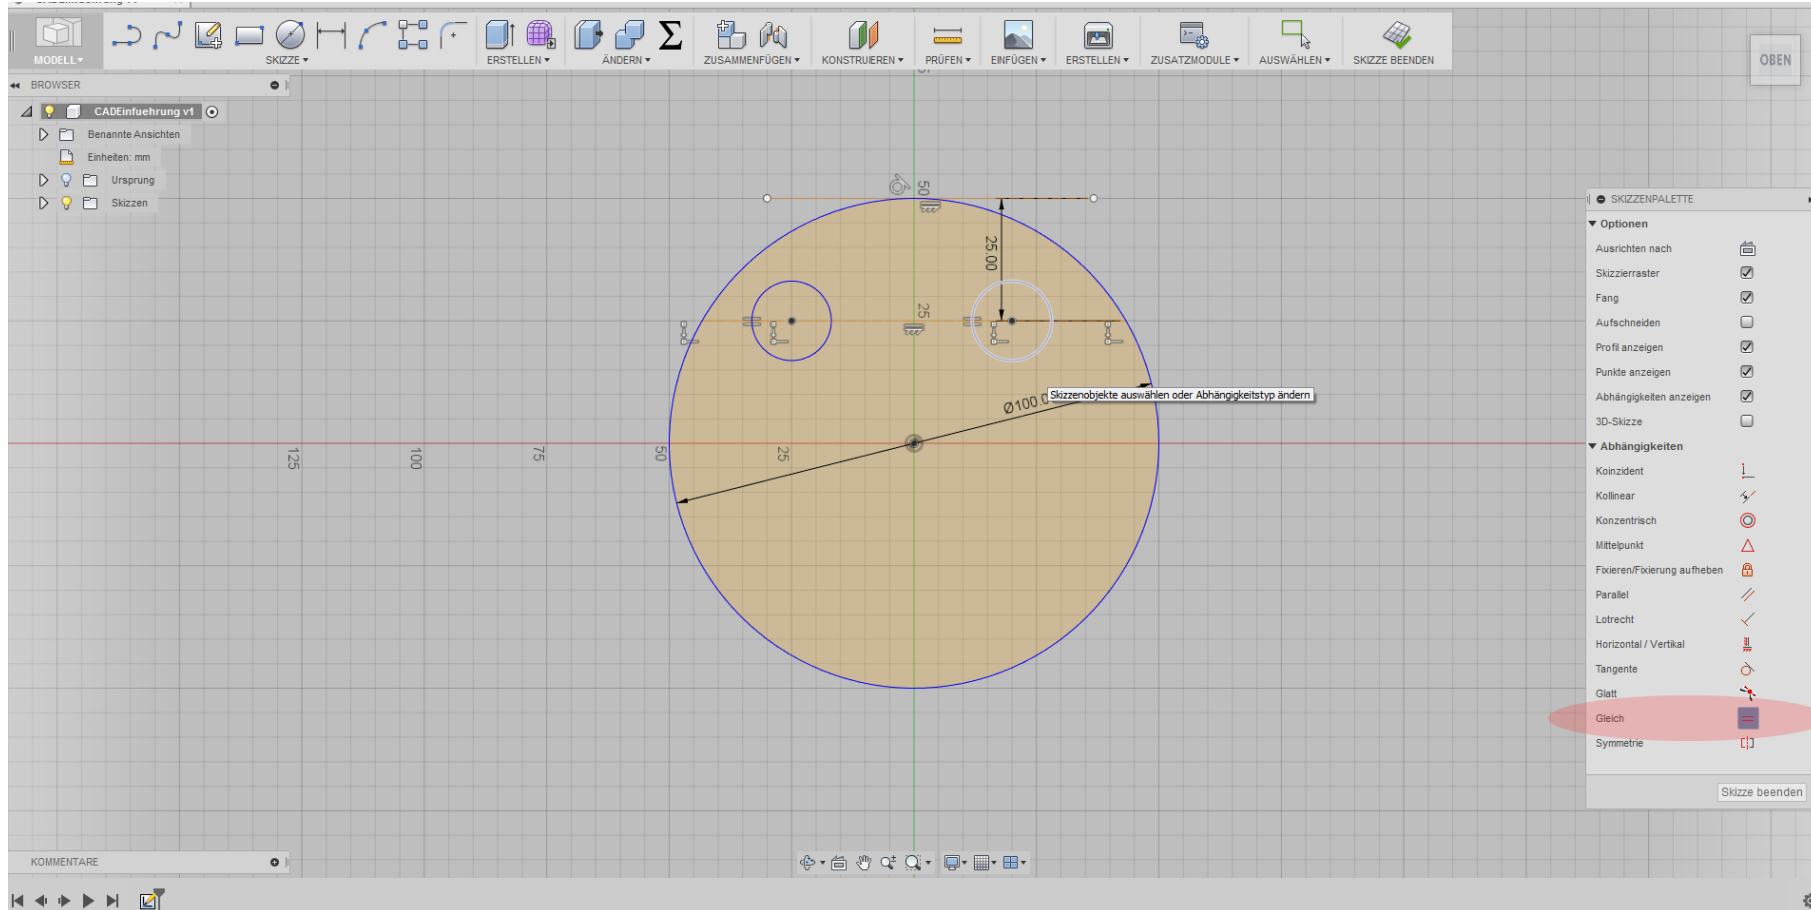 MODELL
SKIZZE
ERSTELLEN
ÄNDERN
ZUSAMMENFÜGEN
KONSTRUIEREN
PRÜFEN
EINFÜGEN
ERSTELLEN
ZUSATZMODULE
AUSWÄHLEN
SKIZZE BEENDEN
OBEN
BROWSER
CADEinfuehrung v1
Benannte Ansichten
Einheiten: mm
Ursprung
Skizzen
50
25.00
25
Ø100.0
Skizzenobjekte auswählen oder Abhängigkeitstyp ändern
125
100
75
50
25
SKIZZENPALETTE
Optionen
Ausrichten nach
Skizzierraster
Fang
Aufschneiden
Profil anzeigen
Punkte anzeigen
Abhängigkeiten anzeigen
3D-Skizze
Abhängigkeiten
Koinzident
Kollinear
Konzentrisch
Mittelpunkt
Fixieren/Fixierung aufheben
Parallel
Lotrecht
Horizontal / Vertikal
Tangente
Glatt
Gleich
Symmetrie
Skizze beenden
KOMMENTARE